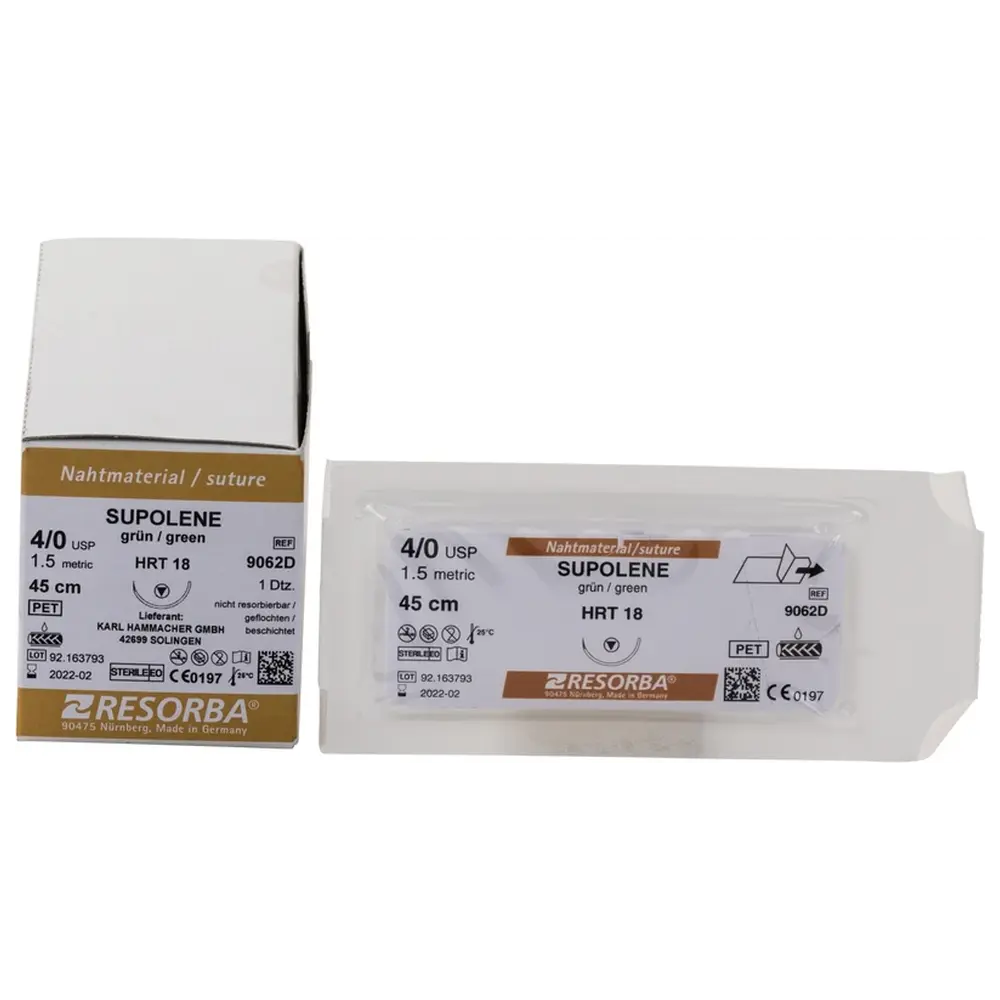 Nahtmaterial / suture
SUPOLENE
grün / green
4/0 USP
REF
1.5 metric
HRT 18
9062D
45 cm
1 Dtz.
PET
nicht resorbierbar /
geflochten /
beschichtet
Lieferant:
KARL HAMMACHER GMBH
42699 SOLINGEN
LOT 92.163793
2022-02
STERILE EO
CE0197
25°C
RESORBA®
90475 Nürnberg, Made in Germany
Nahtmaterial/suture
4/0 USP
SUPOLENE
1.5 metric
grün / green
REF
45 cm
HRT 18
9062D
25°C
STERILE EO
PET
LOT 92.163793
2022-02
RESORBA®
90475 Nürnberg, Made in Germany
CE 0197